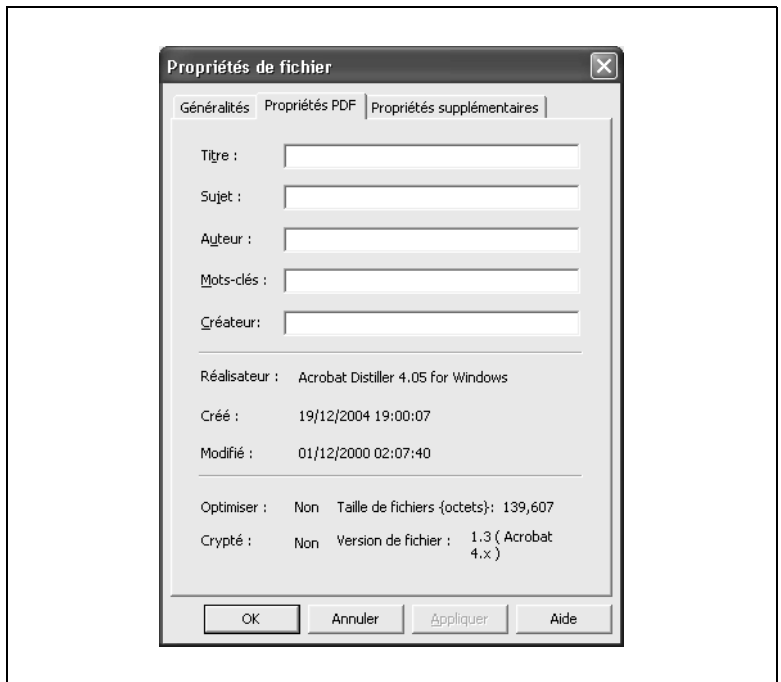 Propriétés de fichier
Généralités Propriétés PDF Propriétés supplémentaires
Titre :
Sujet :
Auteur :
Mots-clés :
Créateur:
Réalisateur : Acrobat Distiller 4.05 for Windows
Créé : 19/12/2004 19:00:07
Modifié : 01/12/2000 02:07:40
Optimiser : Non Taille de fichiers {octets}: 139,607
Crypté : Non Version de fichier : 1.3 ( Acrobat
4.x )
OK Annuler Appliquer Aide